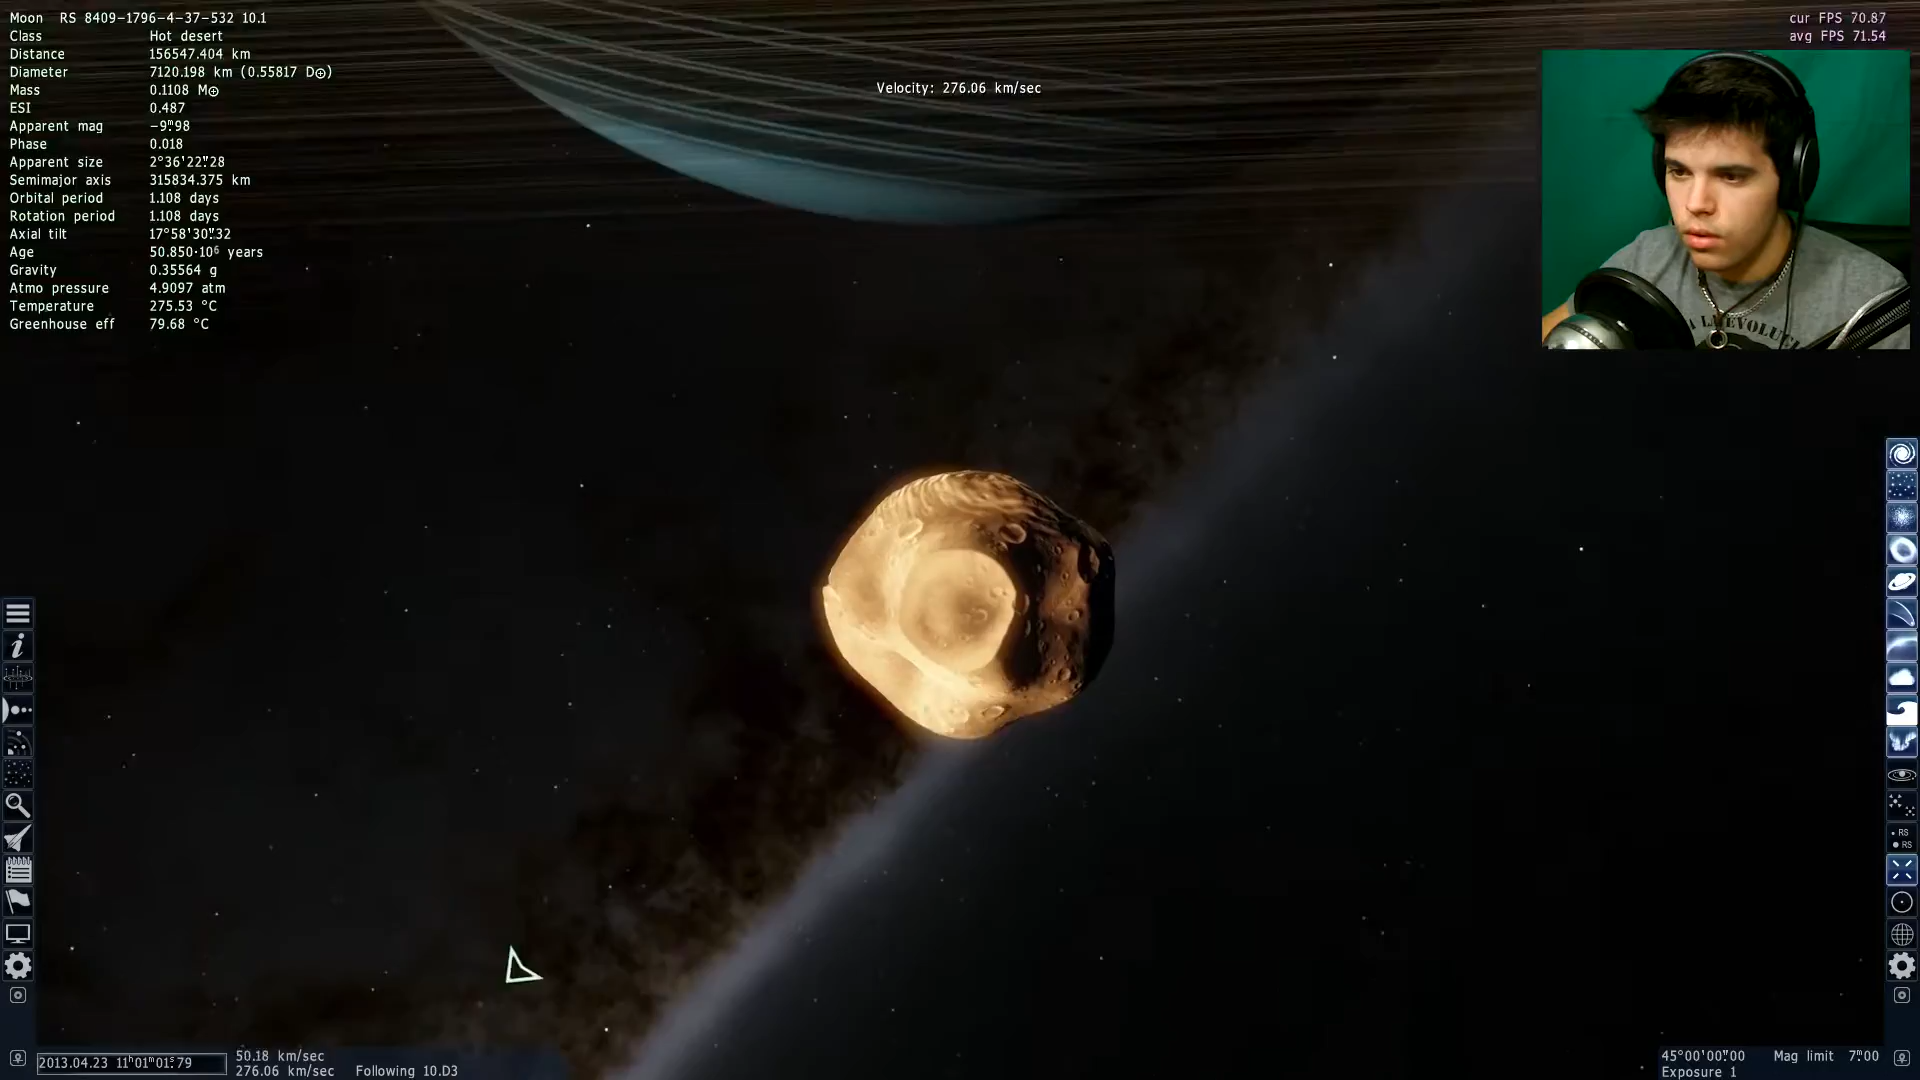 Moon RS 8409-1796-4-37-532 10.1
Class Hot desert
Distance 156547.404 km
Diameter 7120.198 km (0.55817 D⊕)
Mass 0.1108 M⊕
ESI 0.487
Apparent mag -9ᵐ98
Phase 0.018
Apparent size 2°36'22"28
Semimajor axis 315834.375 km
Orbital period 1.108 days
Rotation period 1.108 days
Axial tilt 17°58'30"32
Age 50.850·10⁶ years
Gravity 0.35564 g
Atmo pressure 4.9097 atm
Temperature 275.53 °C
Greenhouse eff 79.68 °C
Velocity: 276.06 km/sec
cur FPS 70.87
avg FPS 71.54
A LA EVOLUC
RS
RS
2013.04.23 11ʰ01ᵐ01ˢ79
50.18 km/sec
276.06 km/sec Following 10.D3
45°00'00"00 Mag limit 7ᵐ00
Exposure 1